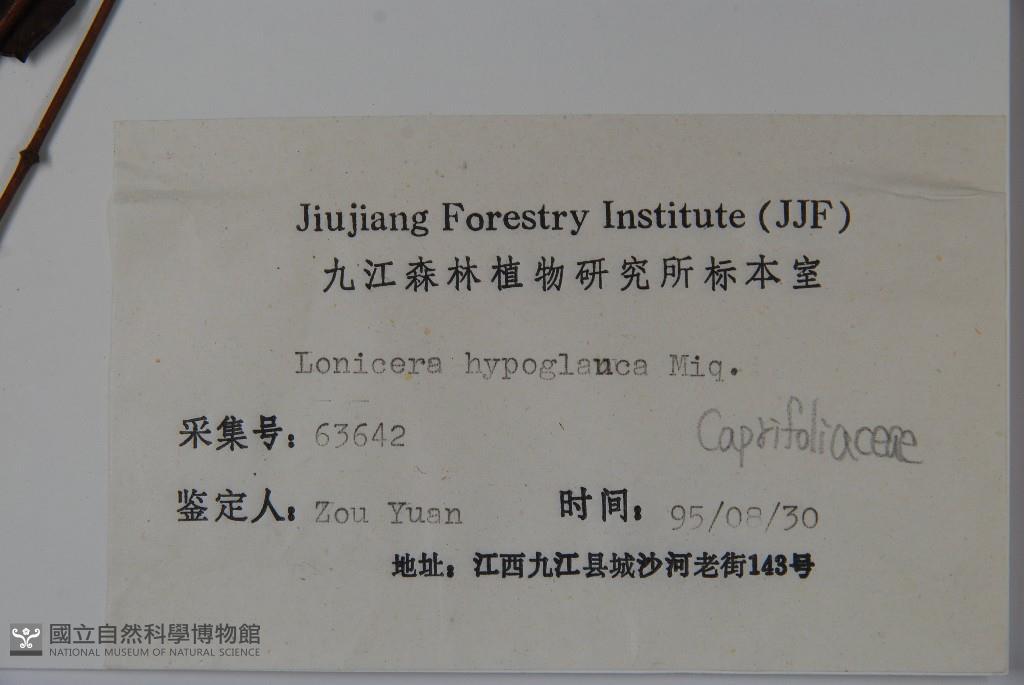 Jiujiang Forestry Institute (JJF)
九江森林植物研究所标本室
Lonicera hypoglauca Miq.
采集号: 63642
Caprifoliaceae
鉴定人: Zou Yuan 时间: 95/08/30
地址: 江西九江县城沙河老街143号
國立自然科學博物館
NATIONAL MUSEUM OF NATURAL SCIENCE